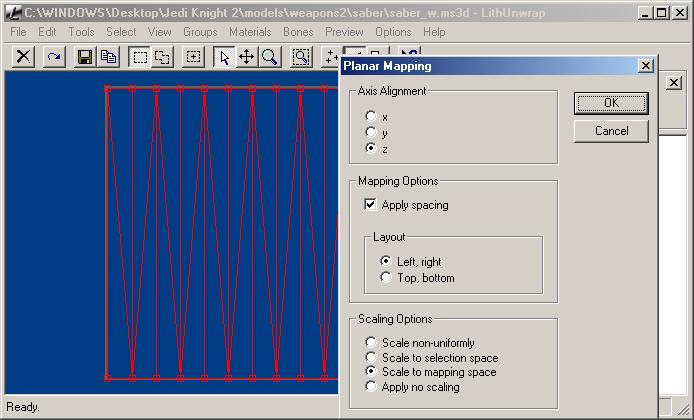 C:\WINDOWS\Desktop\Jedi Knight 2\models\weapons2\saber\saber_w.ms3d - LithUnwrap
File Edit Tools Select View Groups Materials Bones Preview Options Help
Planar Mapping
Axis Alignment
x
y
z
OK
Cancel
Mapping Options
Apply spacing
Layout
Left, right
Top, bottom
Scaling Options
Scale non-uniformly
Scale to selection space
Scale to mapping space
Apply no scaling
Ready.